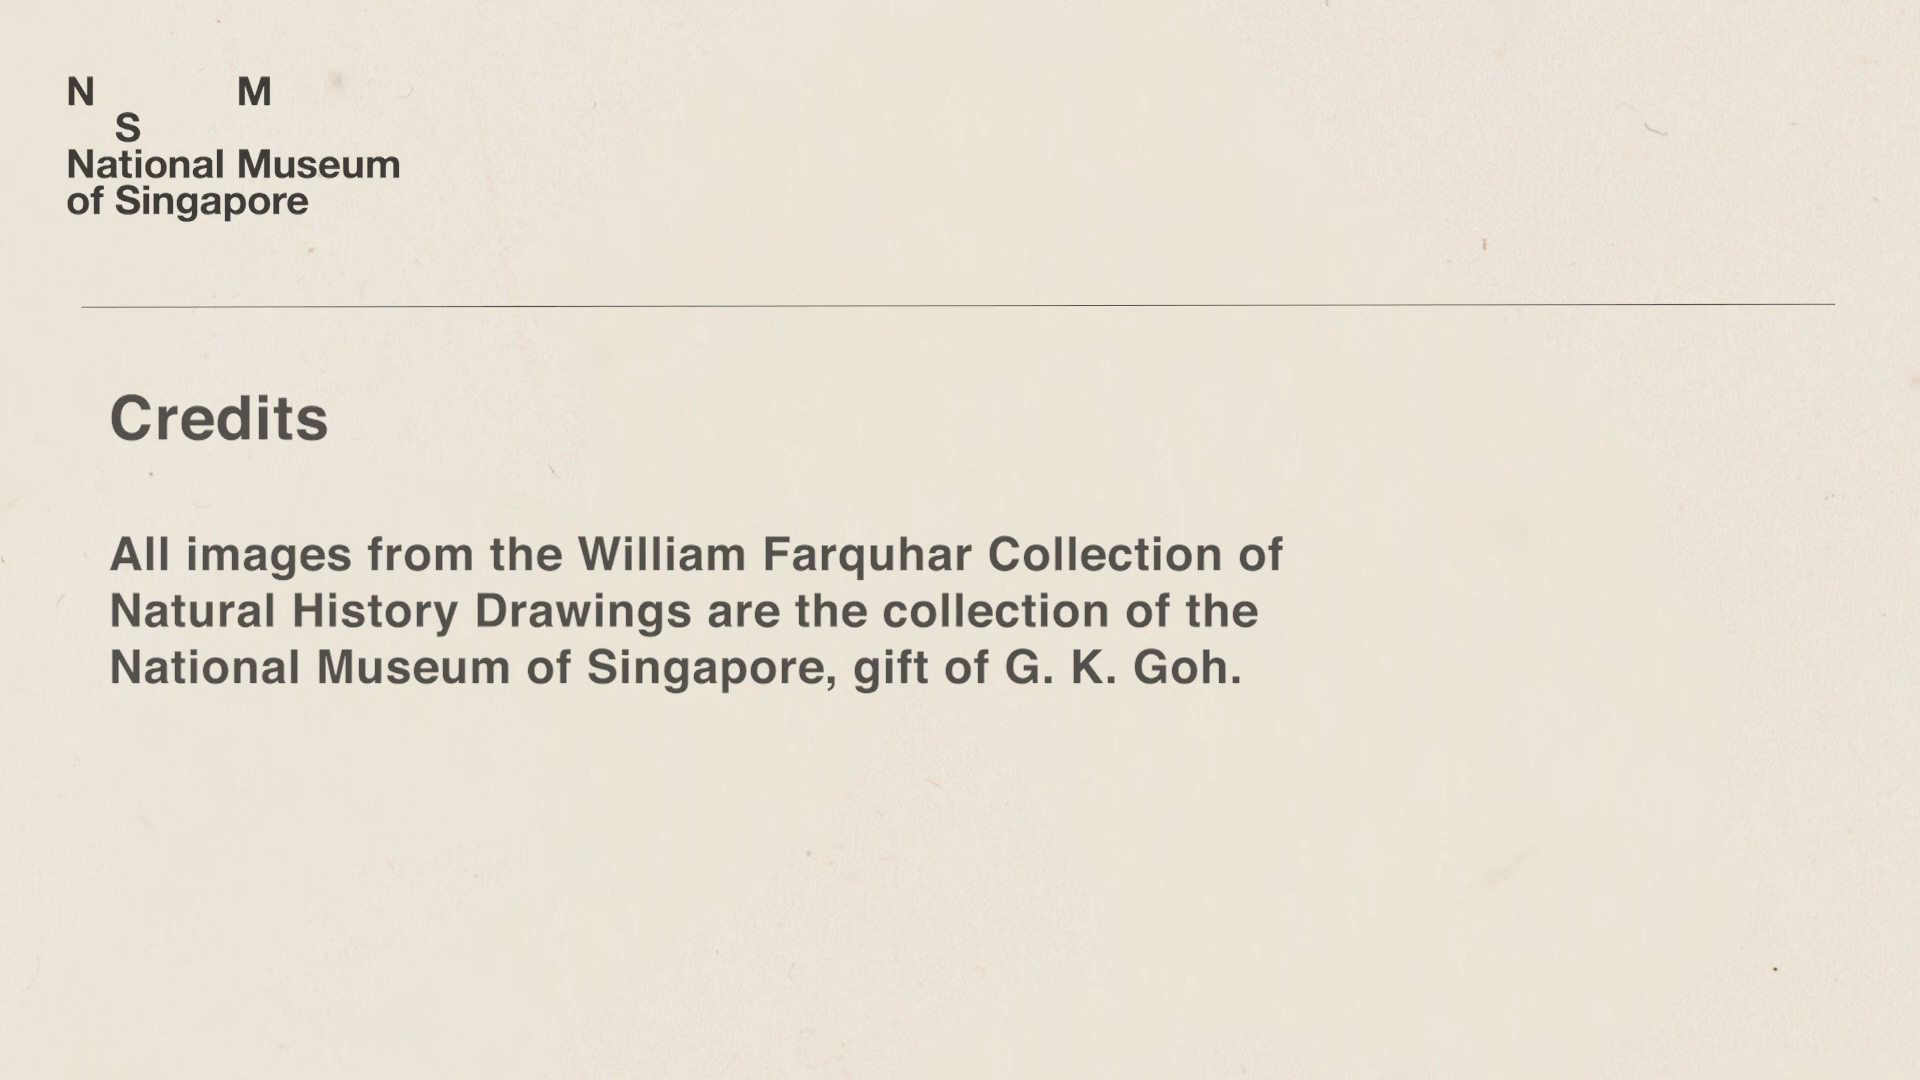 N M
S
National Museum
of Singapore
Credits
All images from the William Farquhar Collection of
Natural History Drawings are the collection of the
National Museum of Singapore, gift of G. K. Goh.